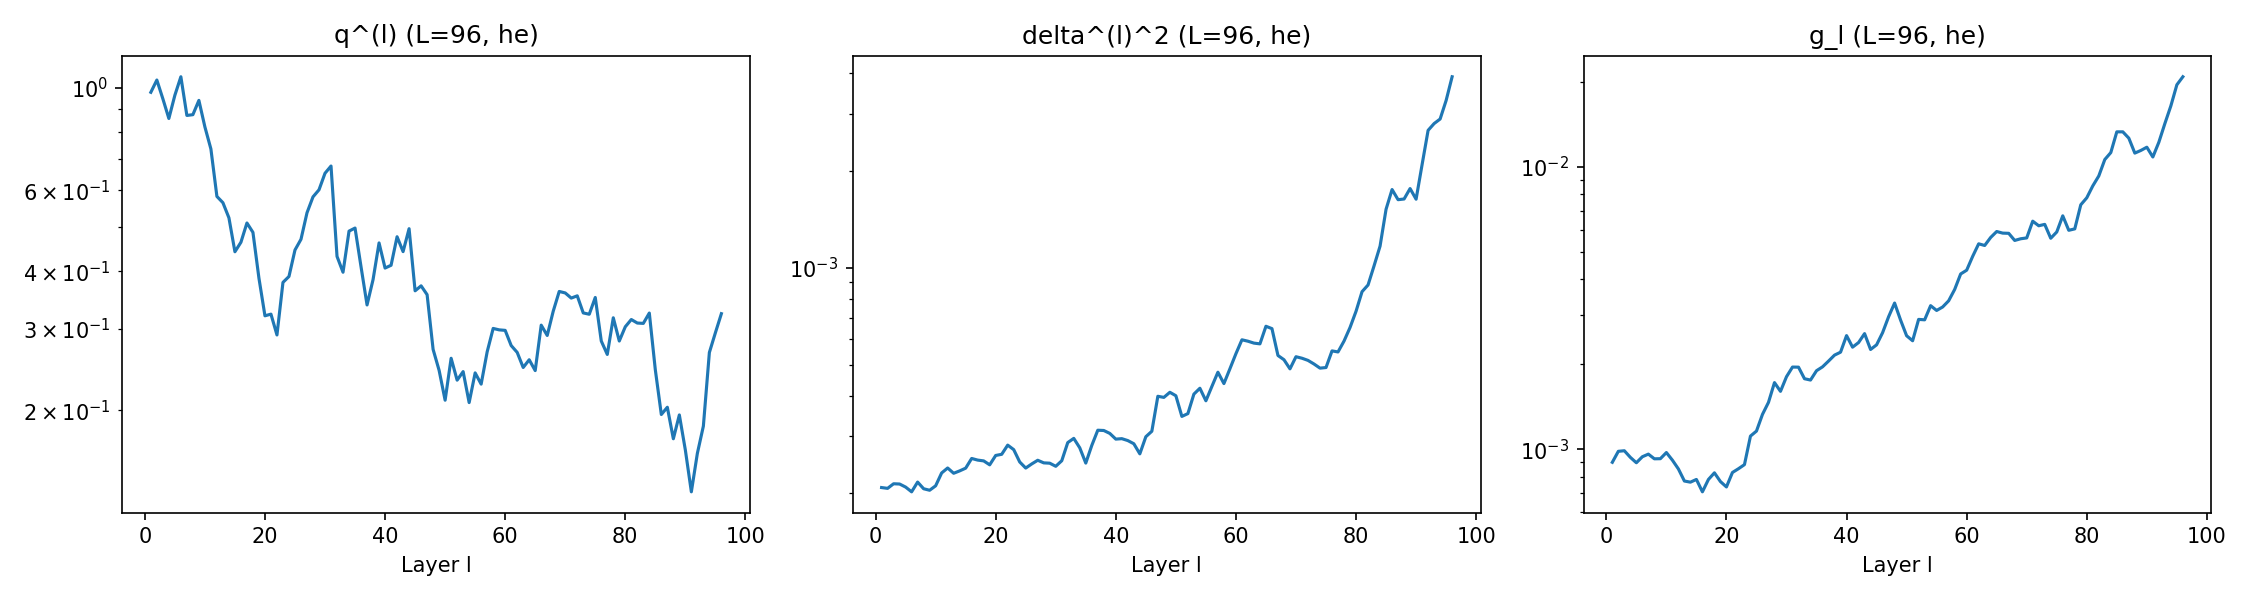 q^(l) (L=96, he)
10⁰
6 × 10⁻¹
4 × 10⁻¹
3 × 10⁻¹
2 × 10⁻¹
0 20 40 60 80 100
Layer l
delta^(l)^2 (L=96, he)
10⁻³
0 20 40 60 80 100
Layer l
g_l (L=96, he)
10⁻²
10⁻³
0 20 40 60 80 100
Layer l